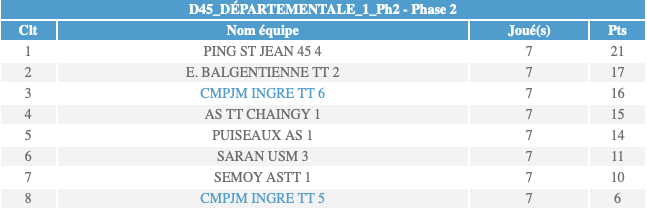 D45_DÉPARTEMENTALE_1_Ph2 - Phase 2
Clt Nom équipe Joué(s) Pts
1 PING ST JEAN 45 4 7 21
2 E. BALGENTIENNE TT 2 7 17
3 CMPJM INGRE TT 6 7 16
4 AS TT CHAINGY 1 7 15
5 PUISEAUX AS 1 7 14
6 SARAN USM 3 7 11
7 SEMOY ASTT 1 7 10
8 CMPJM INGRE TT 5 7 6